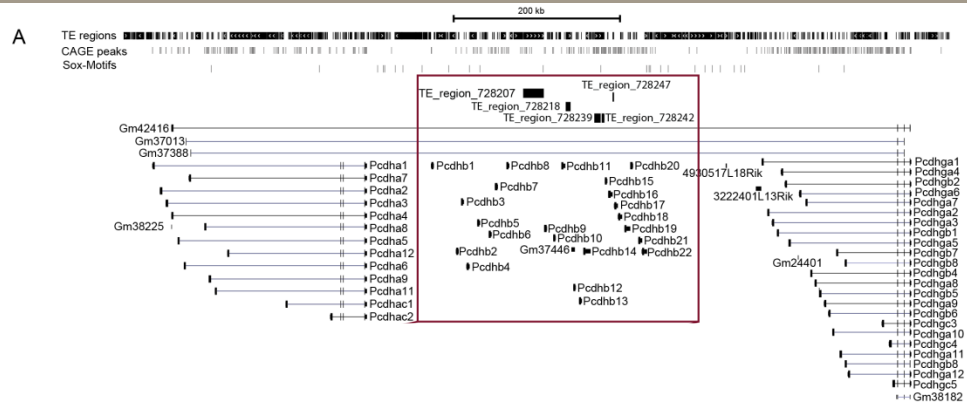 200 kb
A
TE regions
CAGE peaks
Sox-Motifs
TE_region_728247
TE_region_728207
TE_region_728218
TE_region_728239 TE_region_728242
Gm42416
Gm37013
Gm37388
Pcdha1 Pcdhb1 Pcdhb8 Pcdhb11 Pcdhb20 Pcdhga1
4930517L18Rik Pcdhga4
Pcdha7 Pcdhb15 Pcdhgb2
Pcdha2 Pcdhb7 3222401L13Rik Pcdhga6
Pcdhb16
Pcdha3 Pcdhb3 Pcdhb17 Pcdhga7
Pcdha4 Pcdhb18 Pcdhga2
Gm38225 Pcdha8 Pcdhb5 Pcdhb9 Pcdhb19 Pcdhga3
Pcdhb6 Pcdhgb1
Pcdha5 Pcdhb10 Pcdhb21 Pcdhga5
Pcdha12 Pcdhb2 Gm37446 Pcdhb14 Pcdhb22 Pcdhgb7
Pcdha6 Pcdhb4 Gm24401 Pcdhgb8
Pcdhgb4
Pcdha9 Pcdhga8
Pcdha11 Pcdhb12 Pcdhgb5
Pcdhac1 Pcdhb13 Pcdhga9
Pcdhgb6
Pcdhac2 Pcdhgc3
Pcdhga10
Pcdhgc4
Pcdhga11
Pcdhgb8
Pcdhga12
Pcdhgc5
Gm38182